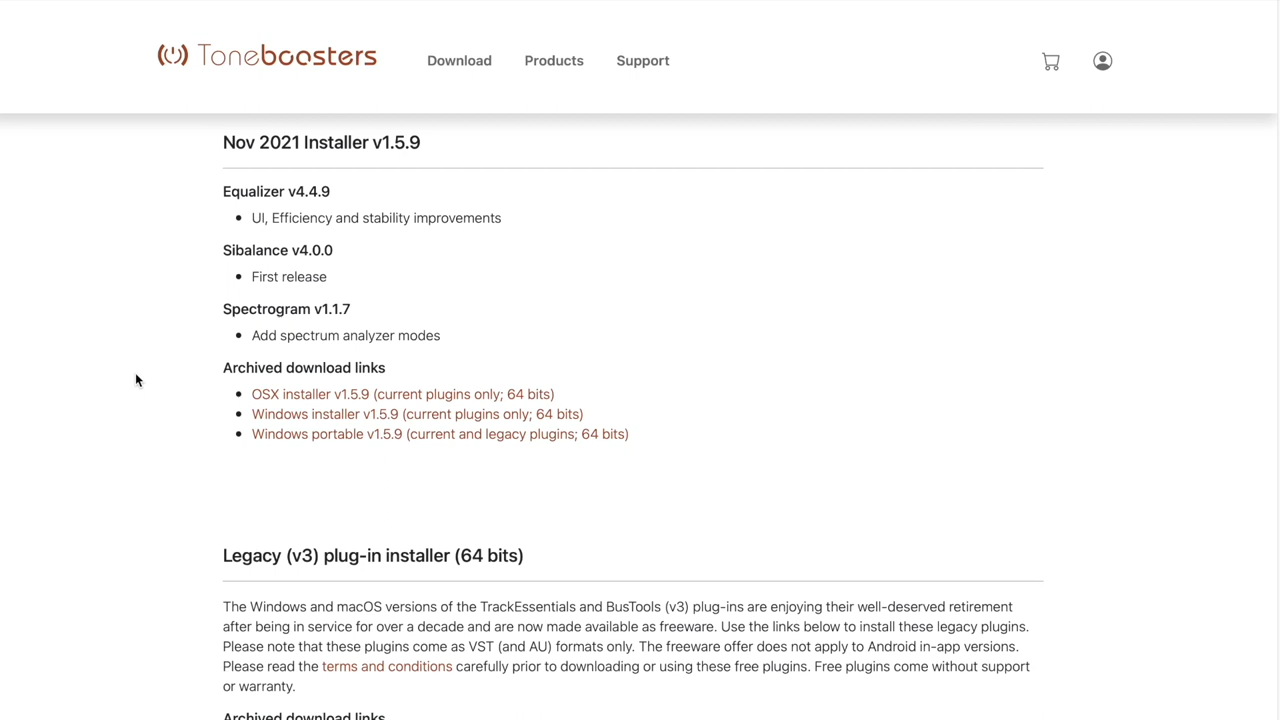 Toneboosters
Download
Products
Support
Nov 2021 Installer v1.5.9
Equalizer v4.4.9
UI, Efficiency and stability improvements
Sibalance v4.0.0
First release
Spectrogram v1.1.7
Add spectrum analyzer modes
Archived download links
OSX installer v1.5.9 (current plugins only; 64 bits)
Windows installer v1.5.9 (current plugins only; 64 bits)
Windows portable v1.5.9 (current and legacy plugins; 64 bits)
Legacy (v3) plug-in installer (64 bits)
The Windows and macOS versions of the TrackEssentials and BusTools (v3) plug-ins are enjoying their well-deserved retirement
after being in service for over a decade and are now made available as freeware. Use the links below to install these legacy plugins.
Please note that these plugins come as VST (and AU) formats only. The freeware offer does not apply to Android in-app versions.
Please read the terms and conditions carefully prior to downloading or using these free plugins. Free plugins come without support
or warranty.
Archived download links